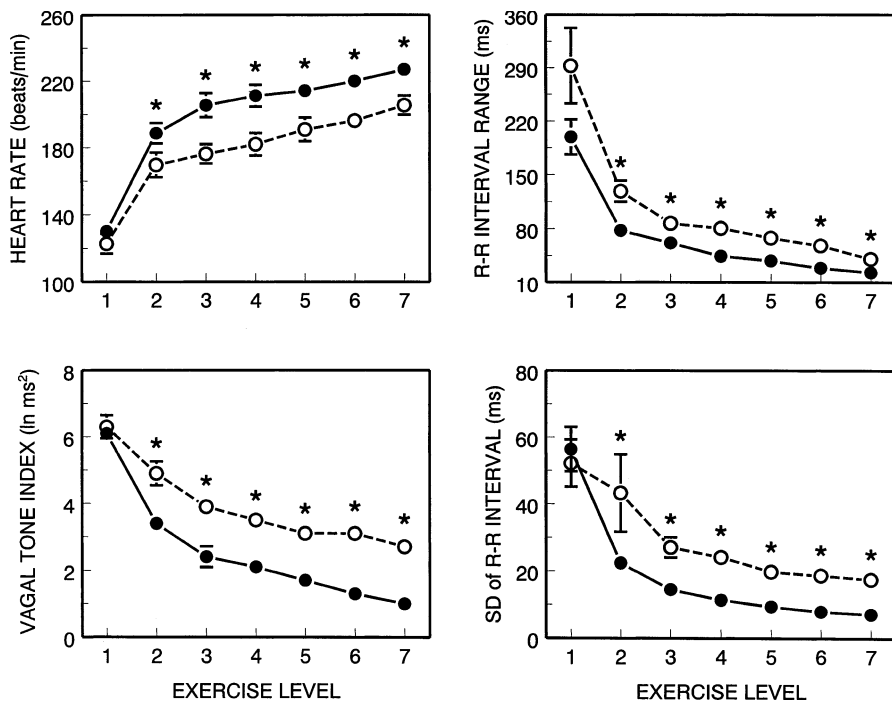 HEART RATE (beats/min)
260
220
180
140
100
* * * * * *
1 2 3 4 5 6 7
R-R INTERVAL RANGE (ms)
360
290
220
150
80
10
* * * * * *
1 2 3 4 5 6 7
VAGAL TONE INDEX (ln ms²)
8
6
4
2
0
* * * * * *
1 2 3 4 5 6 7
EXERCISE LEVEL
SD of R-R INTERVAL (ms)
80
60
40
20
0
* * * * * *
1 2 3 4 5 6 7
EXERCISE LEVEL